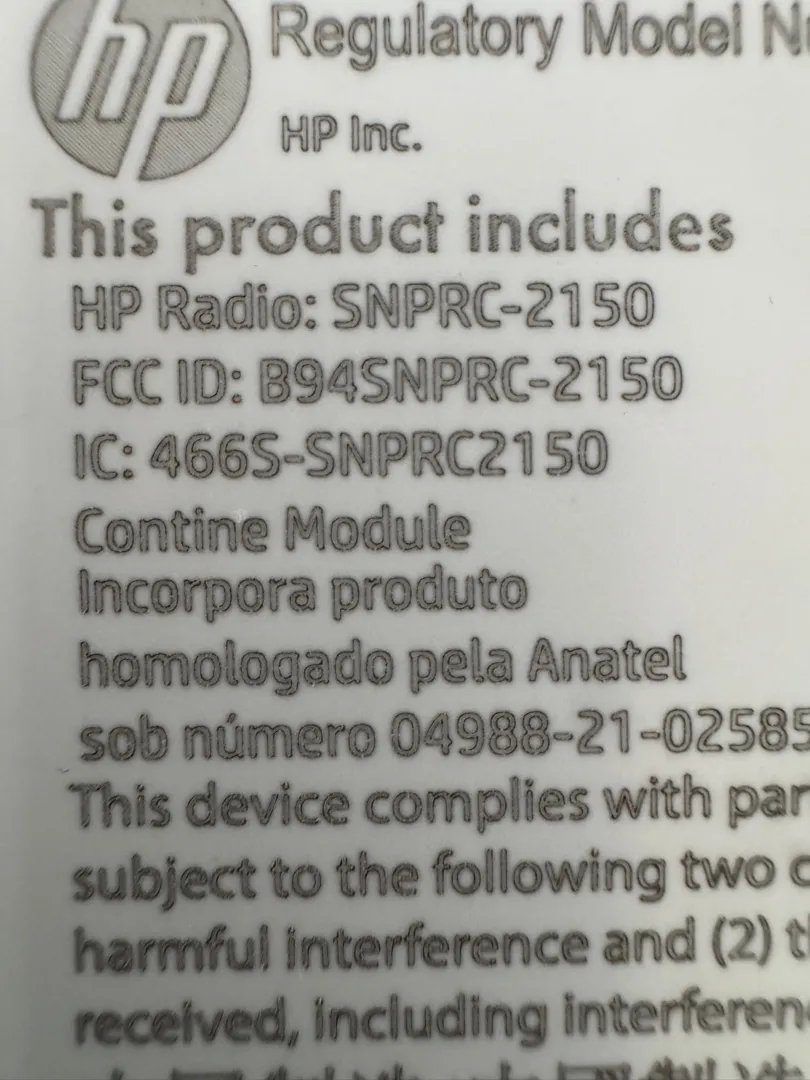 hp
Regulatory Model
HP Inc.
This product includes
HP Radio: SNPRC-2150
FCC ID: B94SNPRC-2150
IC: 466S-SNPRC2150
Contine Module
Incorpora produto
homologado pela Anatel
sob número 04988-21-02585
This device complies with par
subject to the following two
harmful interference and (2)
received, including interferen